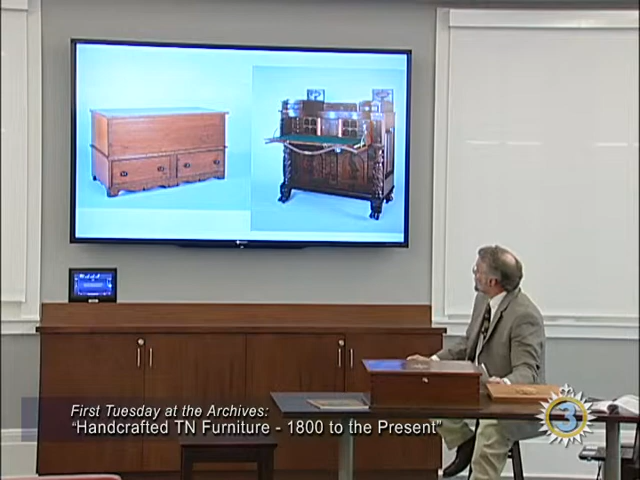 First Tuesday at the Archives:
"Handcrafted TN Furniture - 1800 to the Present"
3